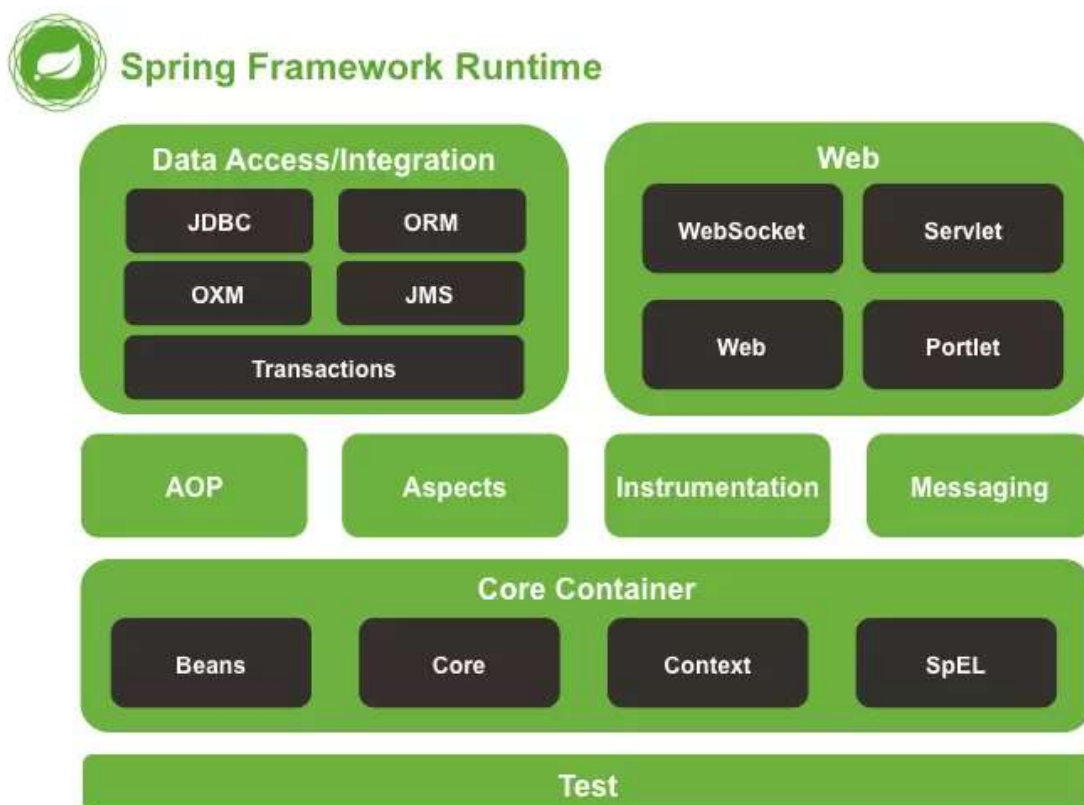 Spring Framework Runtime
Data Access/Integration
JDBC
ORM
OXM
JMS
Transactions
Web
WebSocket
Servlet
Web
Portlet
AOP
Aspects
Instrumentation
Messaging
Core Container
Beans
Core
Context
SpEL
Test